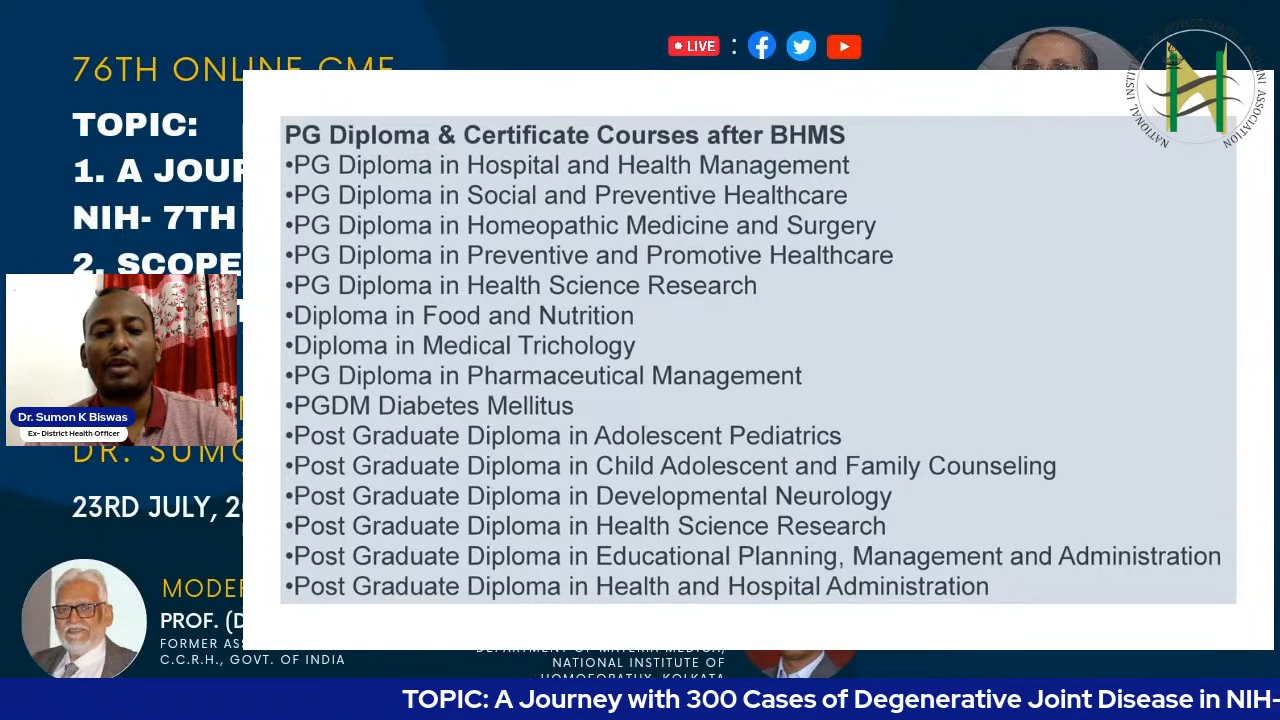 76TH ONLINE CME
LIVE :
TOPIC:
1. A JOUR
NIH- 7TH
2. SCOPE
DR. SUMO
23RD JULY, 20
MODER
PROF. (D
FORMER ASS
C.C.R.H., GOVT. OF INDIA
Dr. Sumon K Biswas
Ex- District Health Officer
PG Diploma & Certificate Courses after BHMS
•PG Diploma in Hospital and Health Management
•PG Diploma in Social and Preventive Healthcare
•PG Diploma in Homeopathic Medicine and Surgery
•PG Diploma in Preventive and Promotive Healthcare
•PG Diploma in Health Science Research
•Diploma in Food and Nutrition
•Diploma in Medical Trichology
•PG Diploma in Pharmaceutical Management
•PGDM Diabetes Mellitus
•Post Graduate Diploma in Adolescent Pediatrics
•Post Graduate Diploma in Child Adolescent and Family Counseling
•Post Graduate Diploma in Developmental Neurology
•Post Graduate Diploma in Health Science Research
•Post Graduate Diploma in Educational Planning, Management and Administration
•Post Graduate Diploma in Health and Hospital Administration
DEPARTMENT OF MATERIA MEDICA,
NATIONAL INSTITUTE OF
HOMOEOPATHY, KOLKATA
TOPIC: A Journey with 300 Cases of Degenerative Joint Disease in NIH-